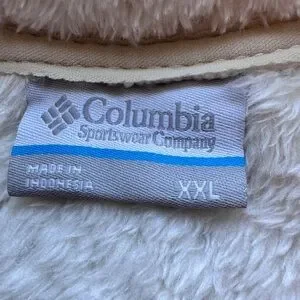 Columbia
Sportswear Company
MADE IN
INDONESIA
XXL